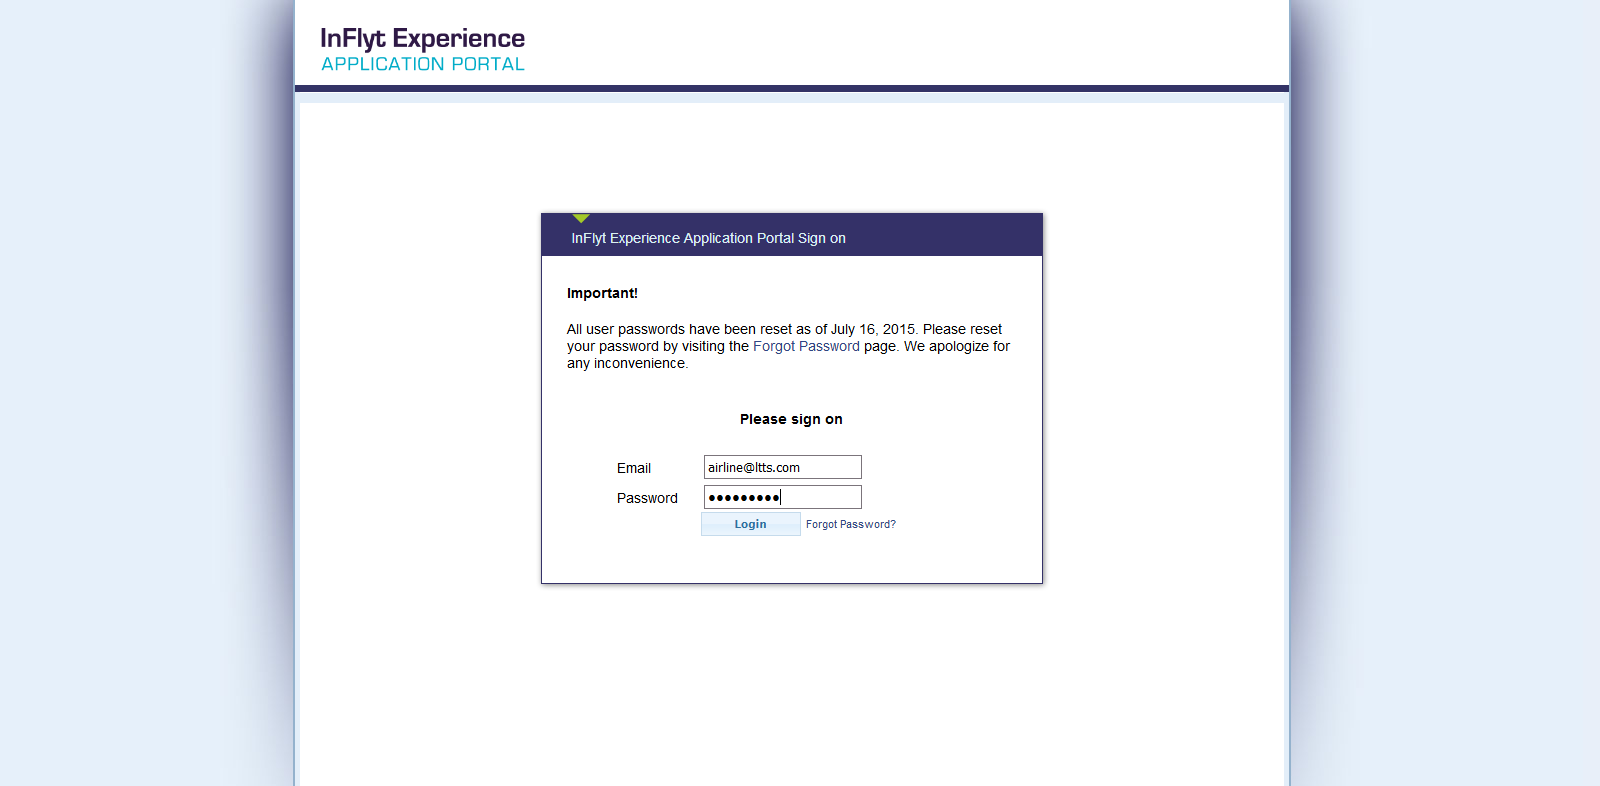 InFlyt Experience
APPLICATION PORTAL
InFlyt Experience Application Portal Sign on
Important!
All user passwords have been reset as of July 16, 2015. Please reset
your password by visiting the Forgot Password page. We apologize for
any inconvenience.
Please sign on
Email airline@ltts.com
Password ●●●●●●●●●
Login Forgot Password?